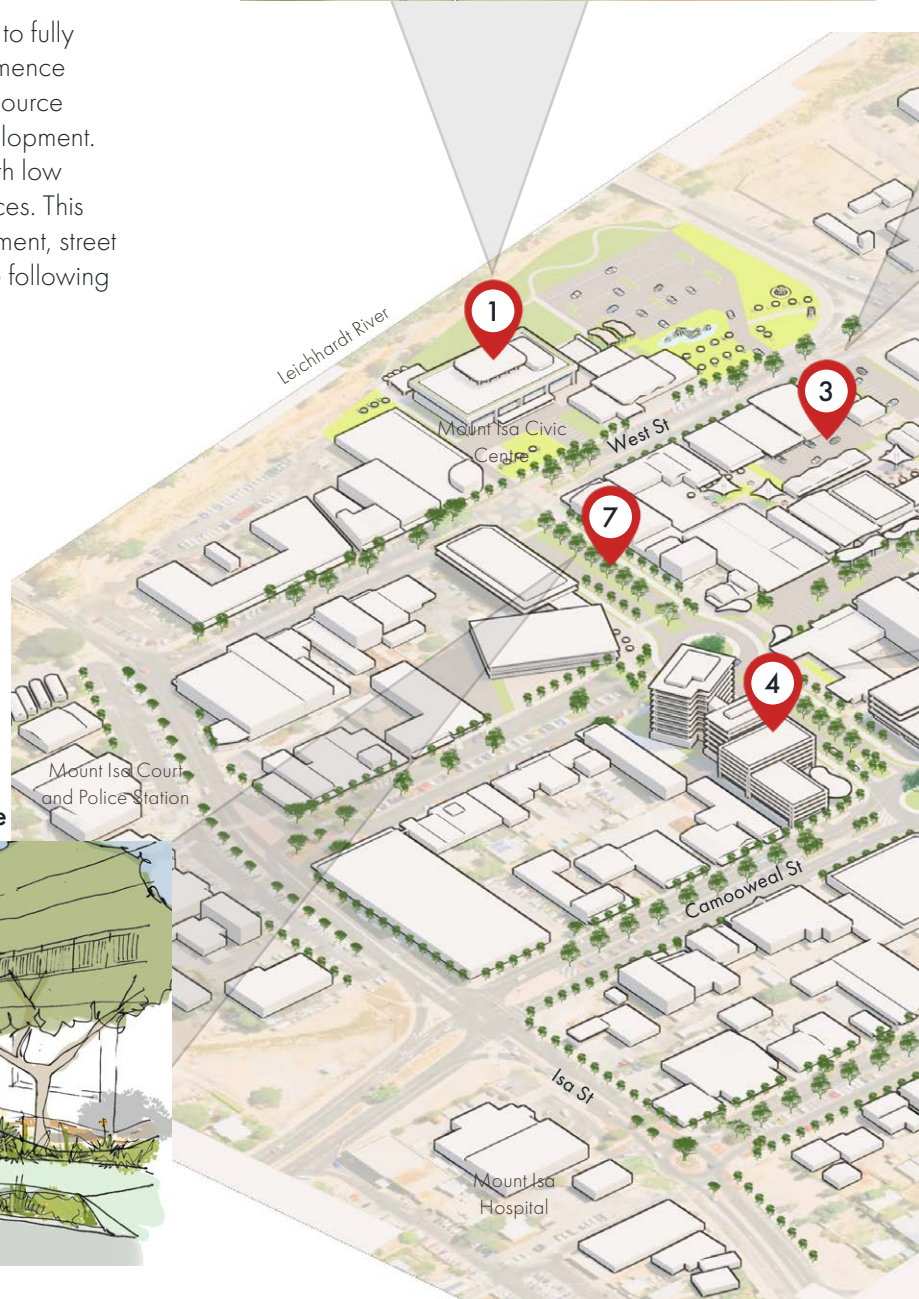 to fully
mence
ource
lopment.
th low
ces. This
ment, street
following
1
Leichhardt River
3
Mount Isa Civic
Centre
West St
7
4
Mount Isa Court
and Police Station
e
Camooweal St
Isa St
Mount Isa
Hospital